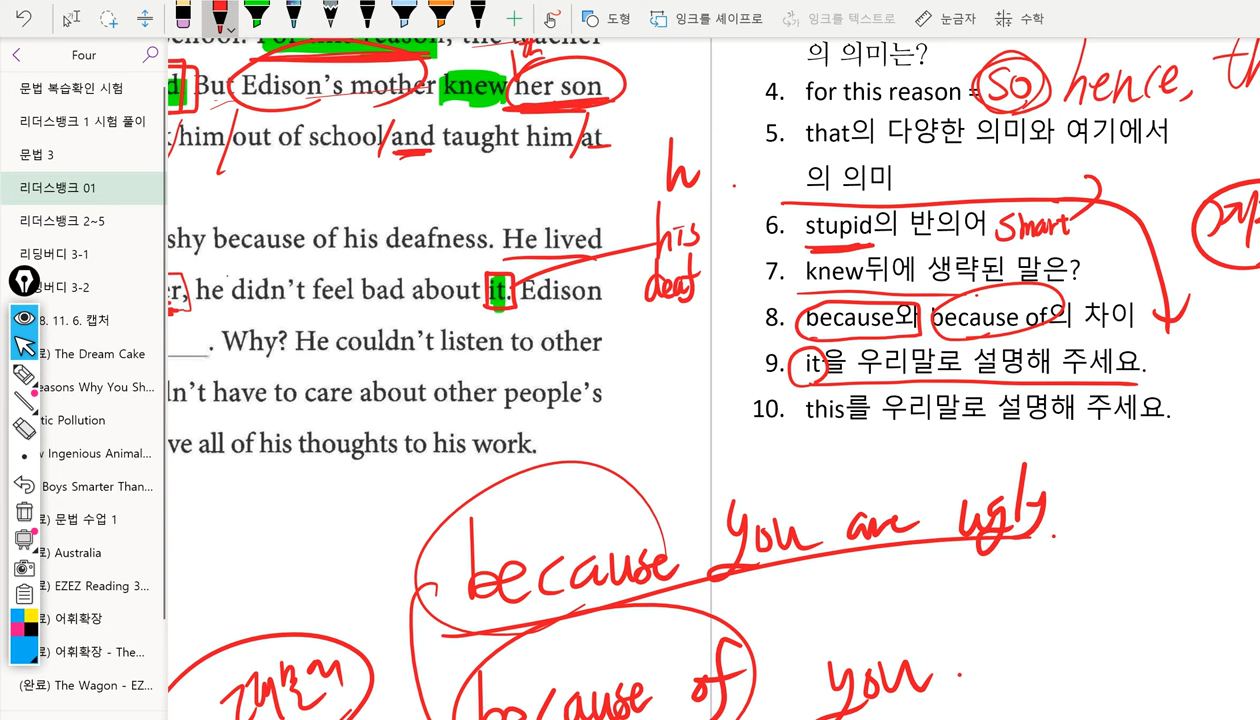 도형
잉크를 셰이프로
잉크를 텍스트로
눈금자
수학
Four
문법 복습확인 시험
리더스뱅크 1 시험 풀이
문법 3
리더스뱅크 01
리더스뱅크 2~5
리딩버디 3-1
딩버디 3-2
8. 11. 6. 캡처
료) The Dream Cake
easons Why You Sh...
tic Pollution
w Ingenious Animal...
Boys Smarter Than...
료) 문법 수업 1
료) Australia
료) EZEZ Reading 3...
료) 어휘확장
료) 어휘확장 - The...
(완료) The Wagon - EZ...
chool. For this reason, the teacher
d. But Edison's mother knew her son
him out of school and taught him at
h
shy because of his deafness. He lived
his
er, he didn't feel bad about it. Edison
deaf
. Why? He couldn't listen to other
dn't have to care about other people's
ve all of his thoughts to his work.
because you are ugly.
because of you.
의 의미는?
4. for this reason = so hence, th
5. that의 다양한 의미와 여기에서
의 의미
6. stupid의 반의어 smart
7. knew뒤에 생략된 말은?
8. because와 because of의 차이
9. it을 우리말로 설명해 주세요.
10. this를 우리말로 설명해 주세요.